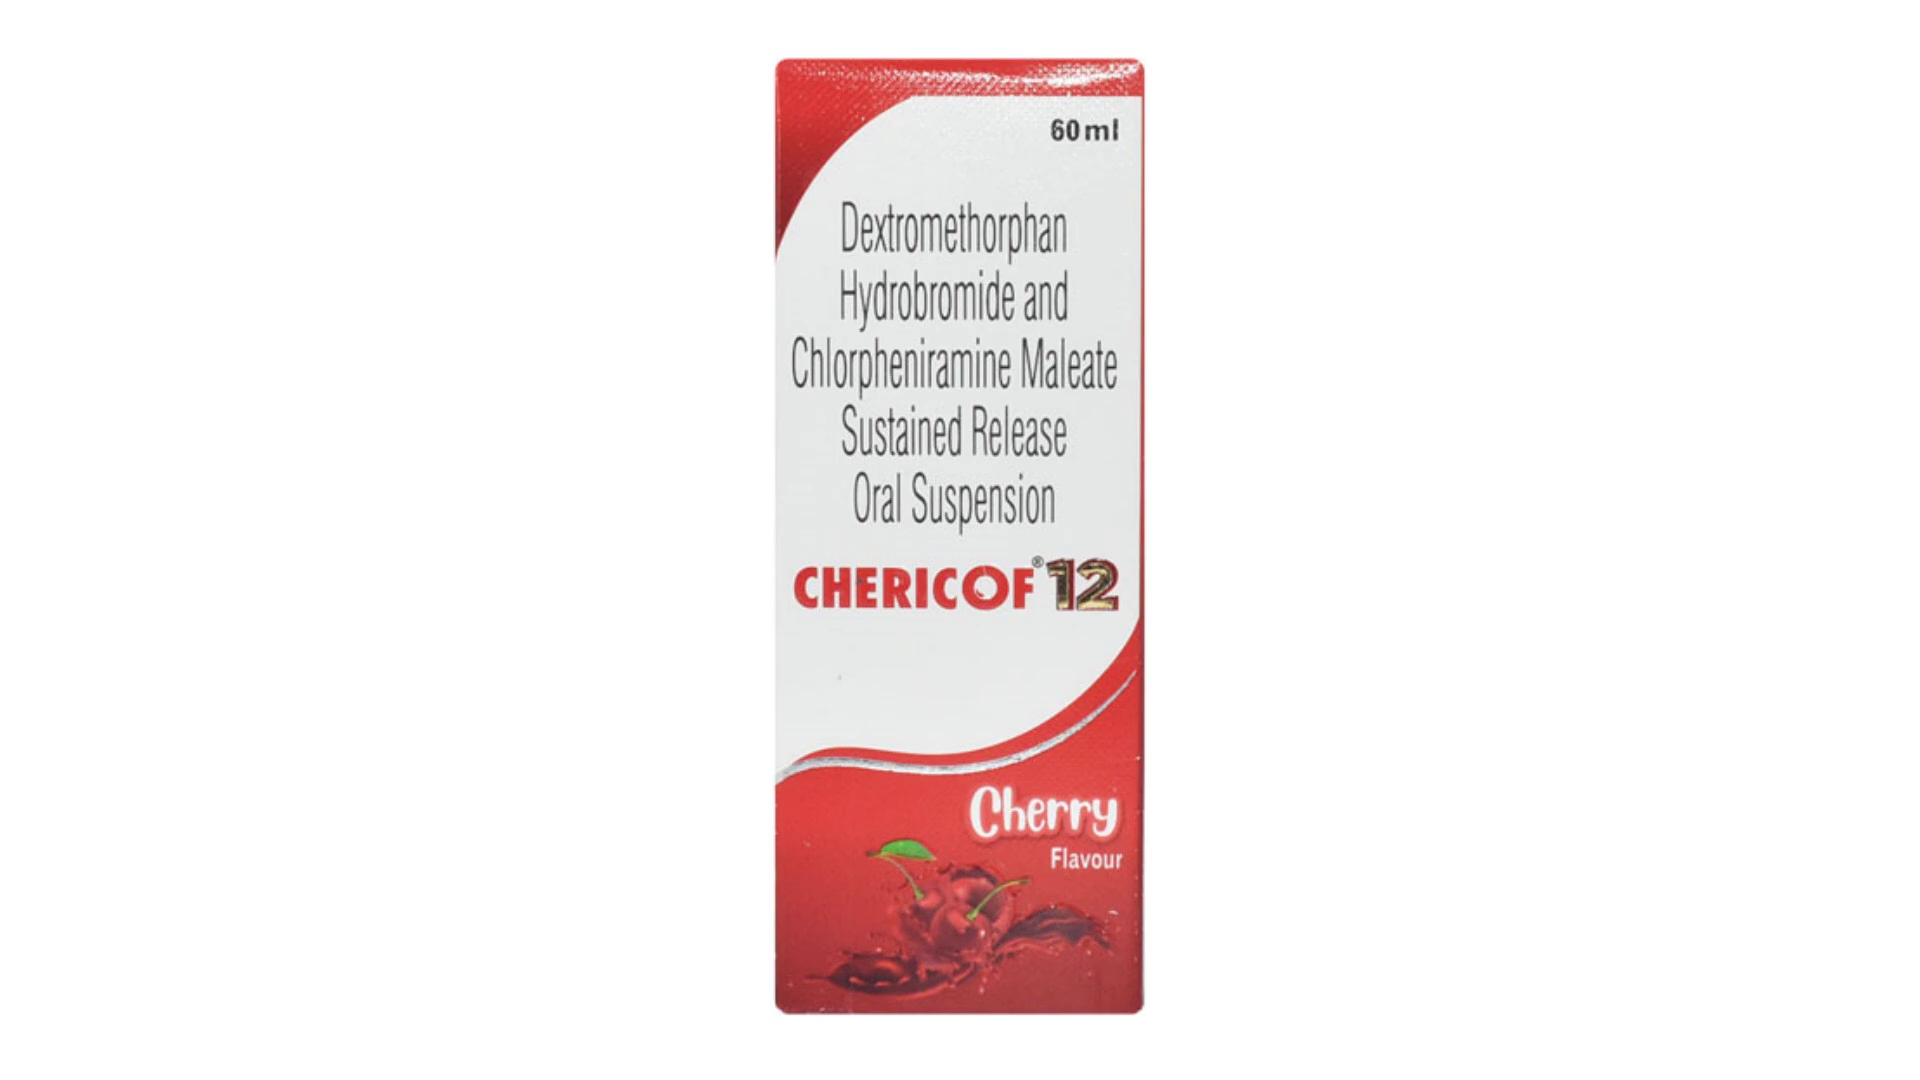 60 ml
Dextromethorphan
Hydrobromide and
Chlorpheniramine Maleate
Sustained Release
Oral Suspension
CHERICOF® 12
Cherry
Flavour